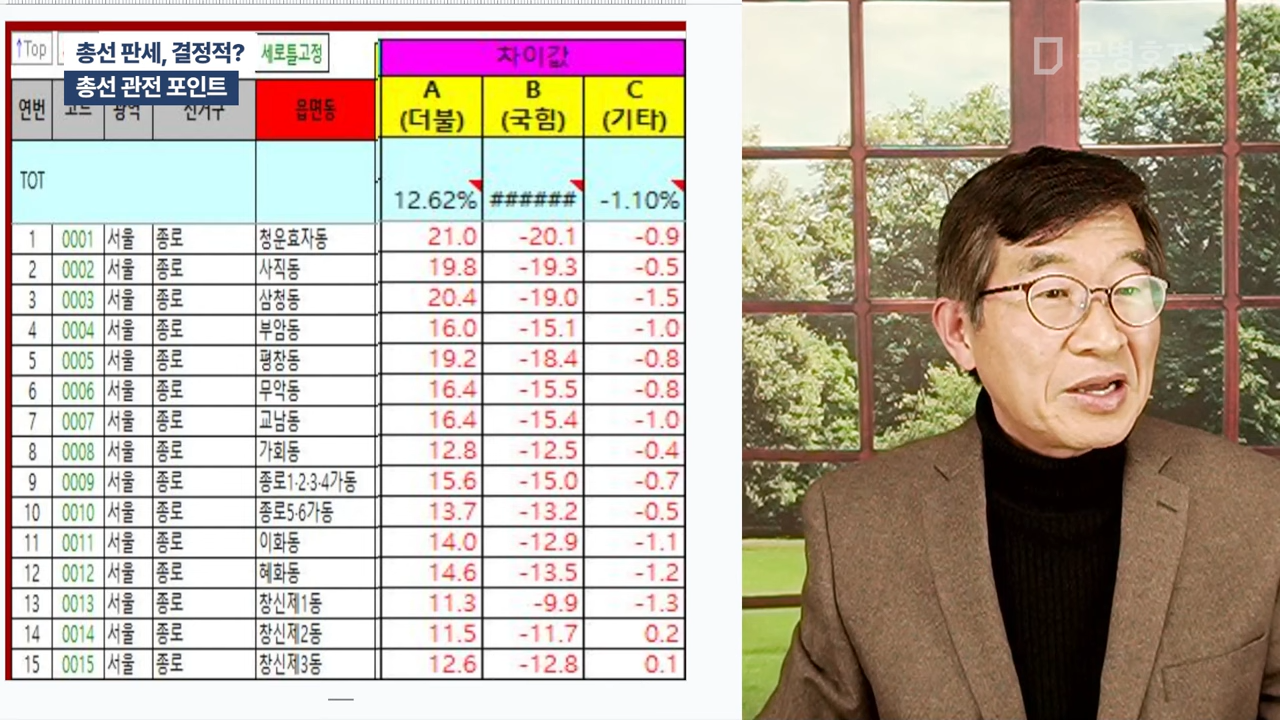 ↑Top
총선 판세, 결정적?
세로틀고정
총선 관전 포인트
차이값
연번 코드 광역 선거구 읍면동 A (더불) B (국힘) C (기타)
TOT 12.62% ###### -1.10%
1 0001 서울 종로 청운효자동 21.0 -20.1 -0.9
2 0002 서울 종로 사직동 19.8 -19.3 -0.5
3 0003 서울 종로 삼청동 20.4 -19.0 -1.5
4 0004 서울 종로 부암동 16.0 -15.1 -1.0
5 0005 서울 종로 평창동 19.2 -18.4 -0.8
6 0006 서울 종로 무악동 16.4 -15.5 -0.8
7 0007 서울 종로 교남동 16.4 -15.4 -1.0
8 0008 서울 종로 가회동 12.8 -12.5 -0.4
9 0009 서울 종로 종로1·2·3·4가동 15.6 -15.0 -0.7
10 0010 서울 종로 종로5·6가동 13.7 -13.2 -0.5
11 0011 서울 종로 이화동 14.0 -12.9 -1.1
12 0012 서울 종로 혜화동 14.6 -13.5 -1.2
13 0013 서울 종로 창신제1동 11.3 -9.9 -1.3
14 0014 서울 종로 창신제2동 11.5 -11.7 0.2
15 0015 서울 종로 창신제3동 12.6 -12.8 0.1